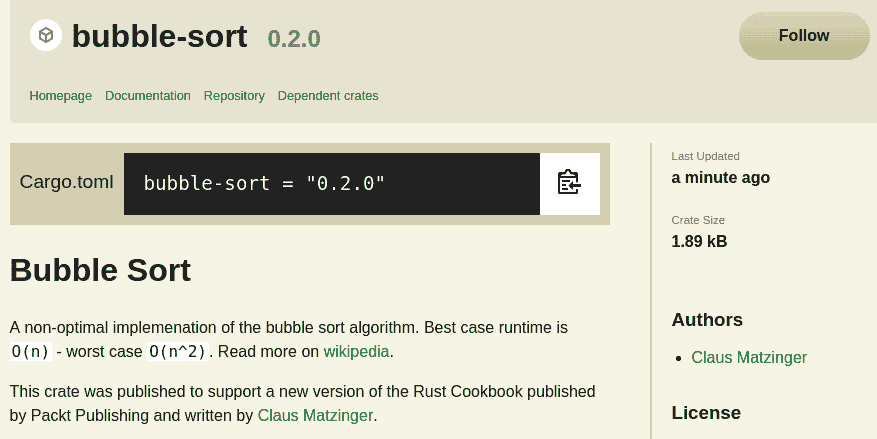 bubble-sort 0.2.0
Follow
Homepage Documentation Repository Dependent crates
Cargo.toml
bubble-sort = "0.2.0"
Bubble Sort
A non-optimal implemenation of the bubble sort algorithm. Best case runtime is
O(n) - worst case O(n^2). Read more on wikipedia.
This crate was published to support a new version of the Rust Cookbook published
by Packt Publishing and written by Claus Matzinger.
Last Updated
a minute ago
Crate Size
1.89 kB
Authors
Claus Matzinger
License